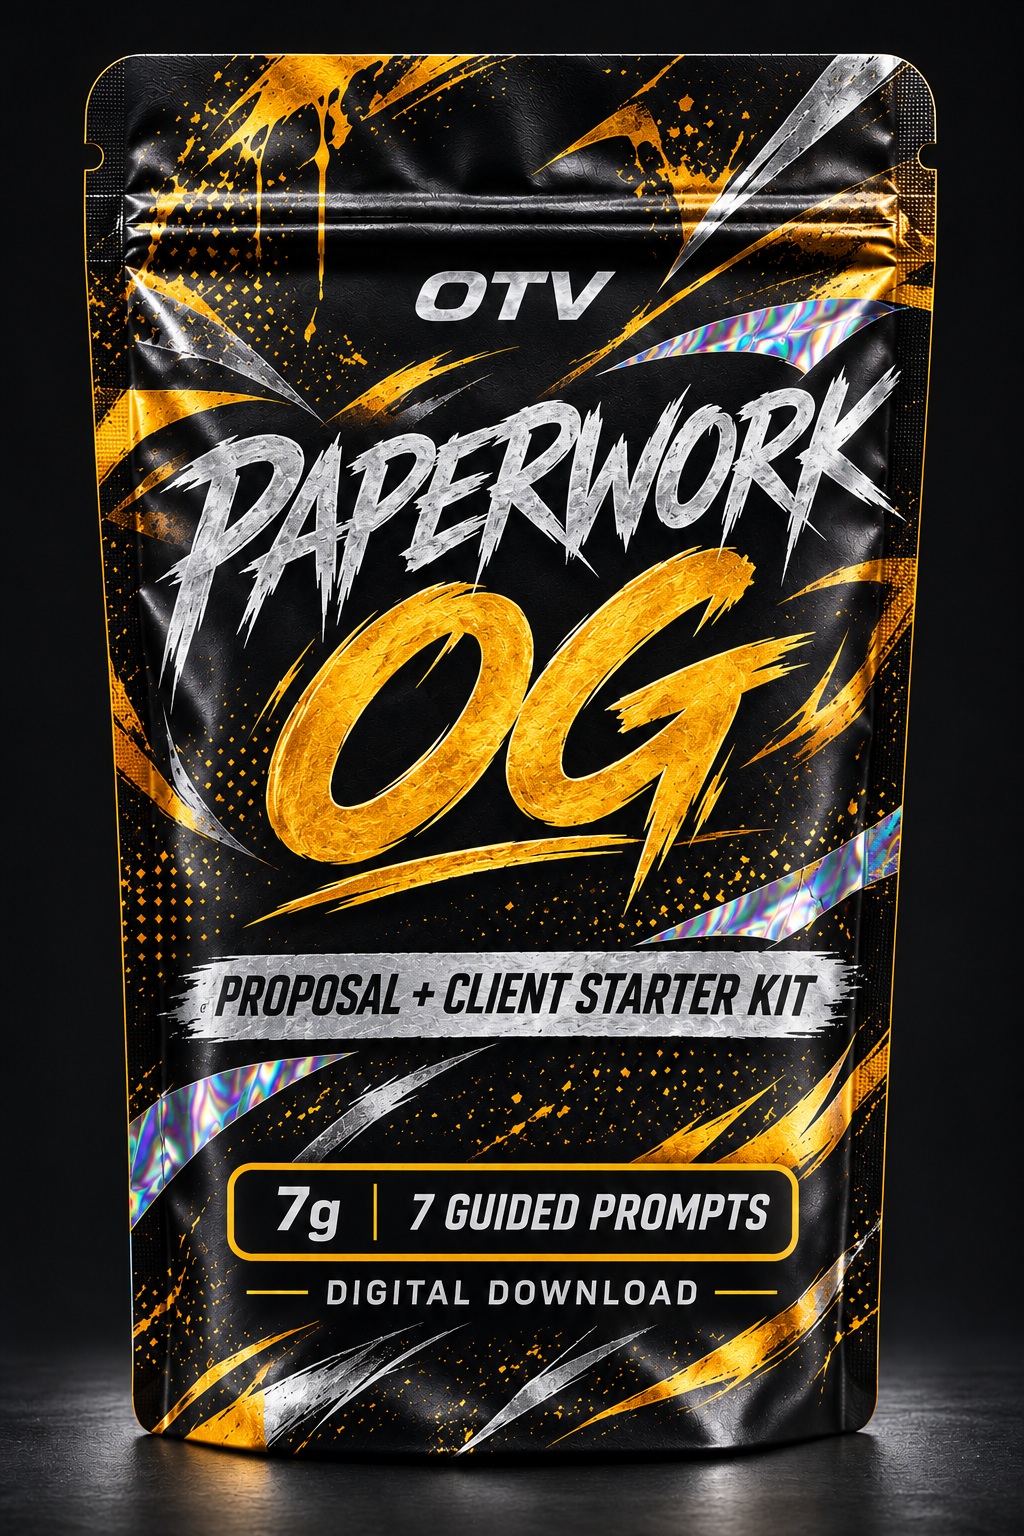 OTV
PAPERWORK
OG
PROPOSAL + CLIENT STARTER KIT
7g | 7 GUIDED PROMPTS
DIGITAL DOWNLOAD